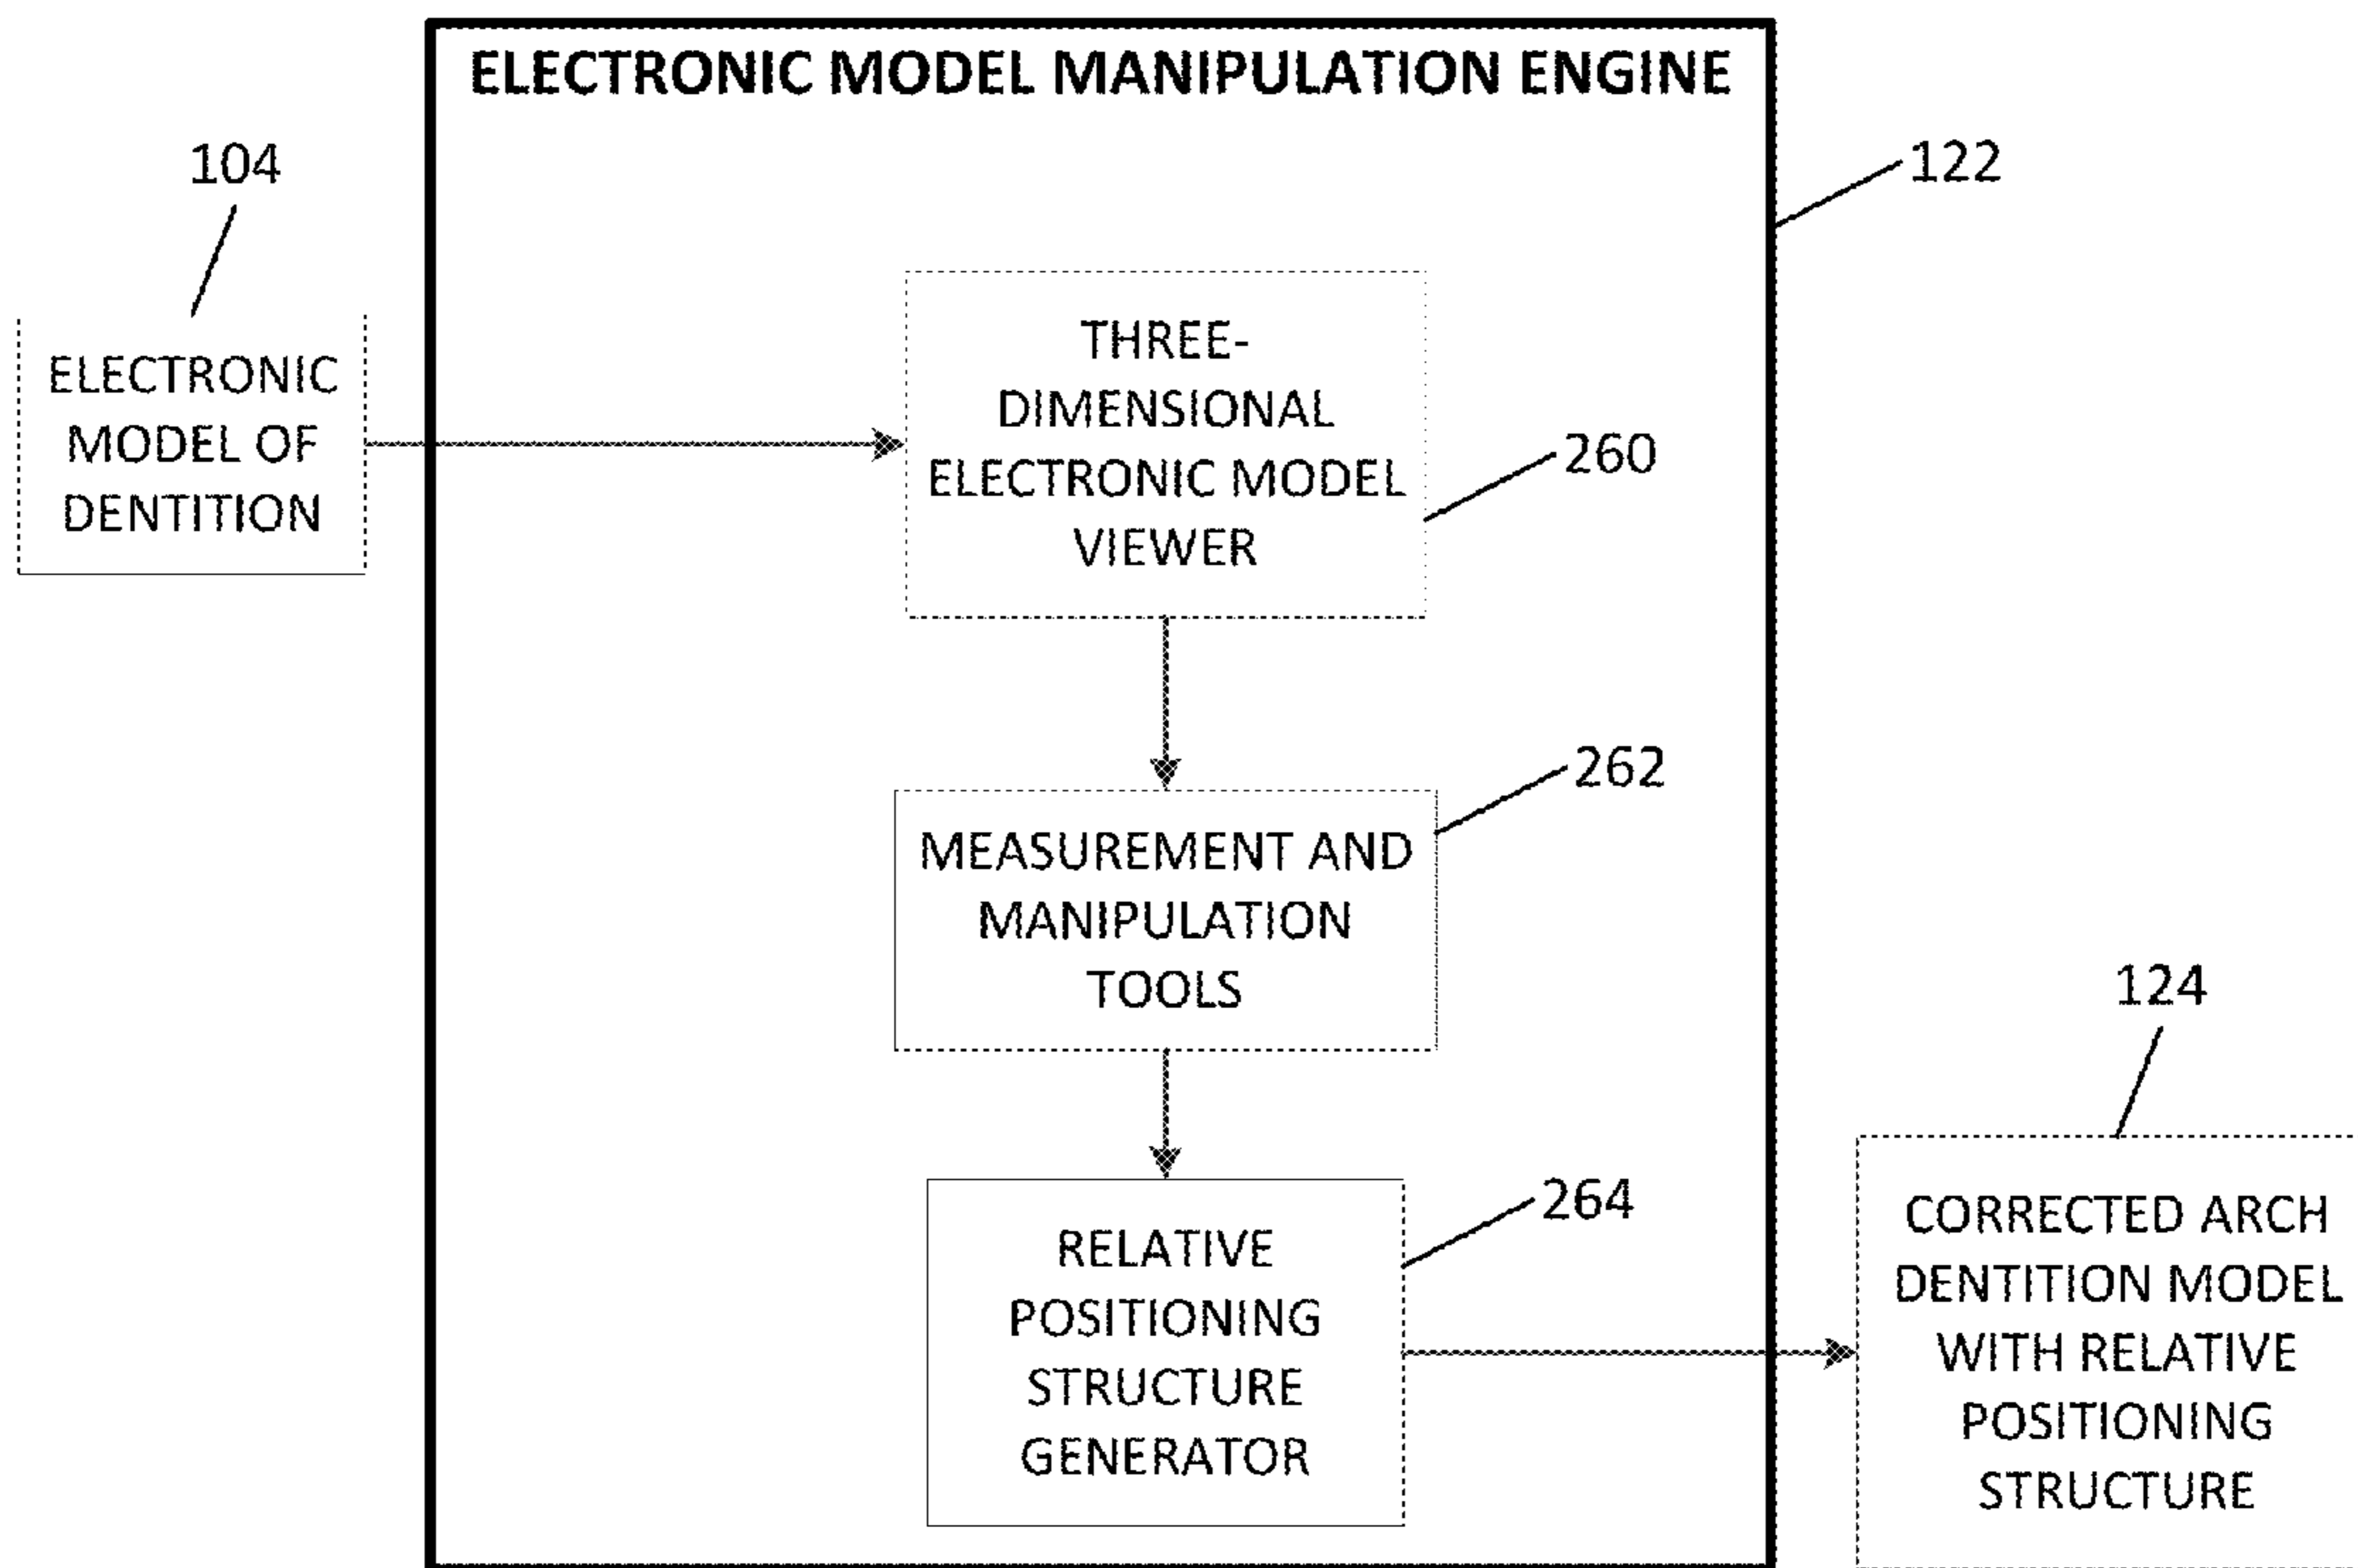 ELECTRONIC MODEL MANIPULATION ENGINE
104
122
ELECTRONIC
MODEL OF
DENTITION
THREE-
DIMENSIONAL
ELECTRONIC MODEL
VIEWER
260
262
MEASUREMENT AND
MANIPULATION
TOOLS
264
RELATIVE
POSITIONING
STRUCTURE
GENERATOR
124
CORRECTED ARCH
DENTITION MODEL
WITH RELATIVE
POSITIONING
STRUCTURE